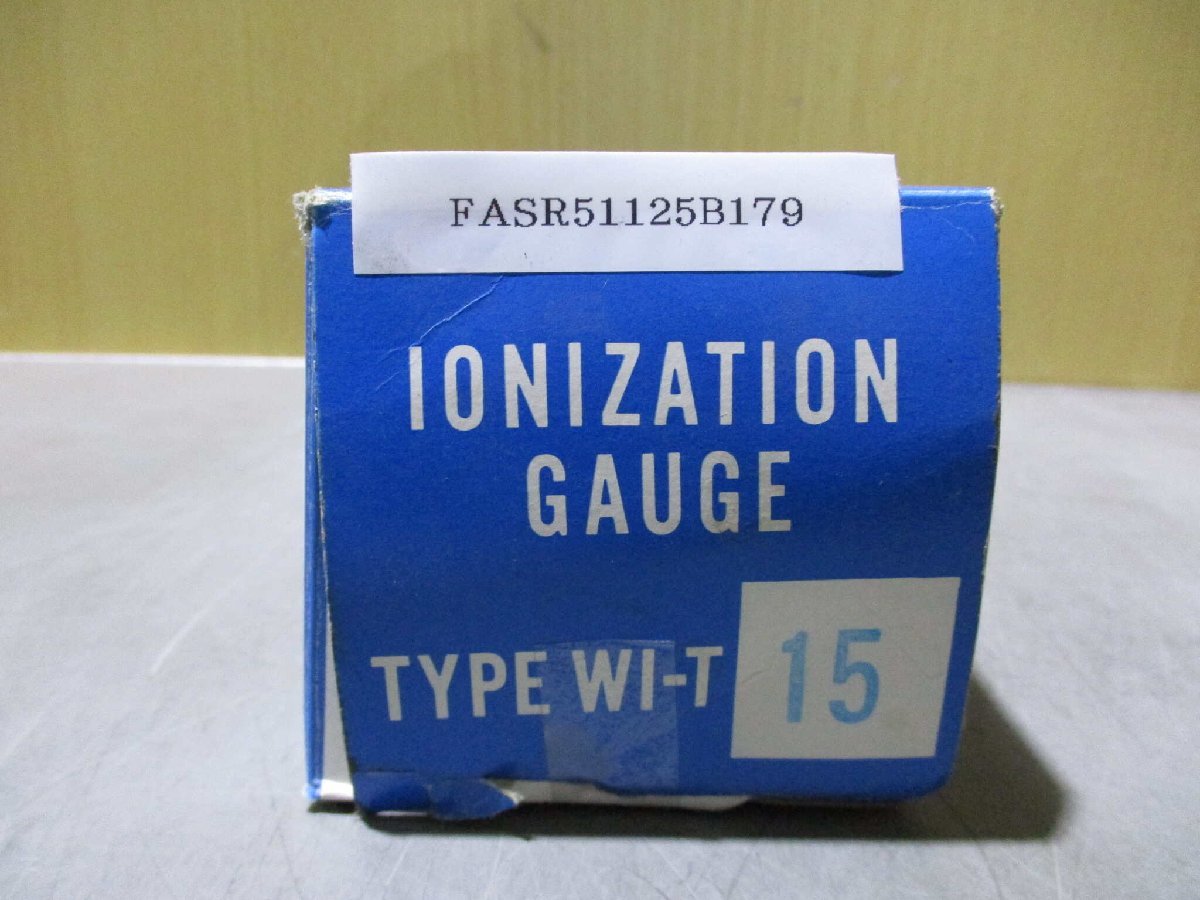 FASR51125B179
IONIZATION
GAUGE
TYPE WI-T 15